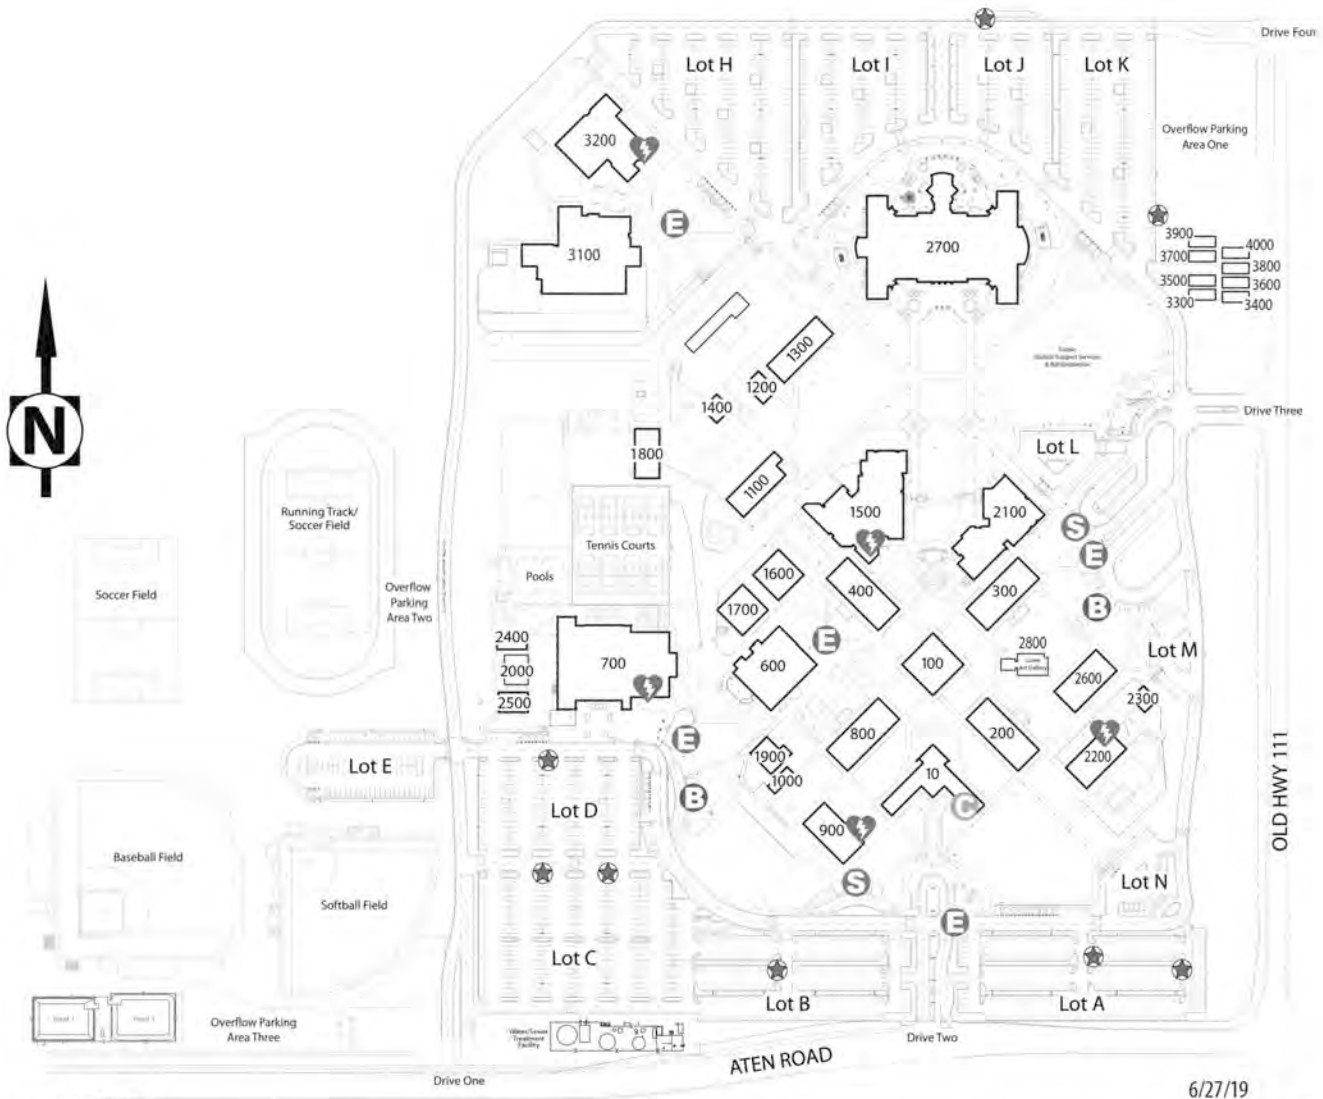 Drive Four
Lot H
Lot I
Lot J
Lot K
Overflow Parking
Area One
3200
E
3100
2700
3900
3700
4000
3800
3500
3600
3300
3400
1300
1200
1400
N
Drive Three
Lot L
1800
1100
1500
2100
S
E
Running Track/
Soccer Field
Tennis Courts
Pools
Soccer Field
Overflow
Parking
Area Two
1600
1700
400
300
B
2400
2000
2500
700
600
E
100
2800
2600
Lot M
2300
E
800
200
2200
1900
1000
10
C
B
900
Lot E
Lot D
OLD HWY 111
Baseball Field
Softball Field
S
E
Lot N
Lot C
Lot B
Lot A
Overflow Parking
Area Three
Drive One
Drive Two
ATEN ROAD
6/27/19